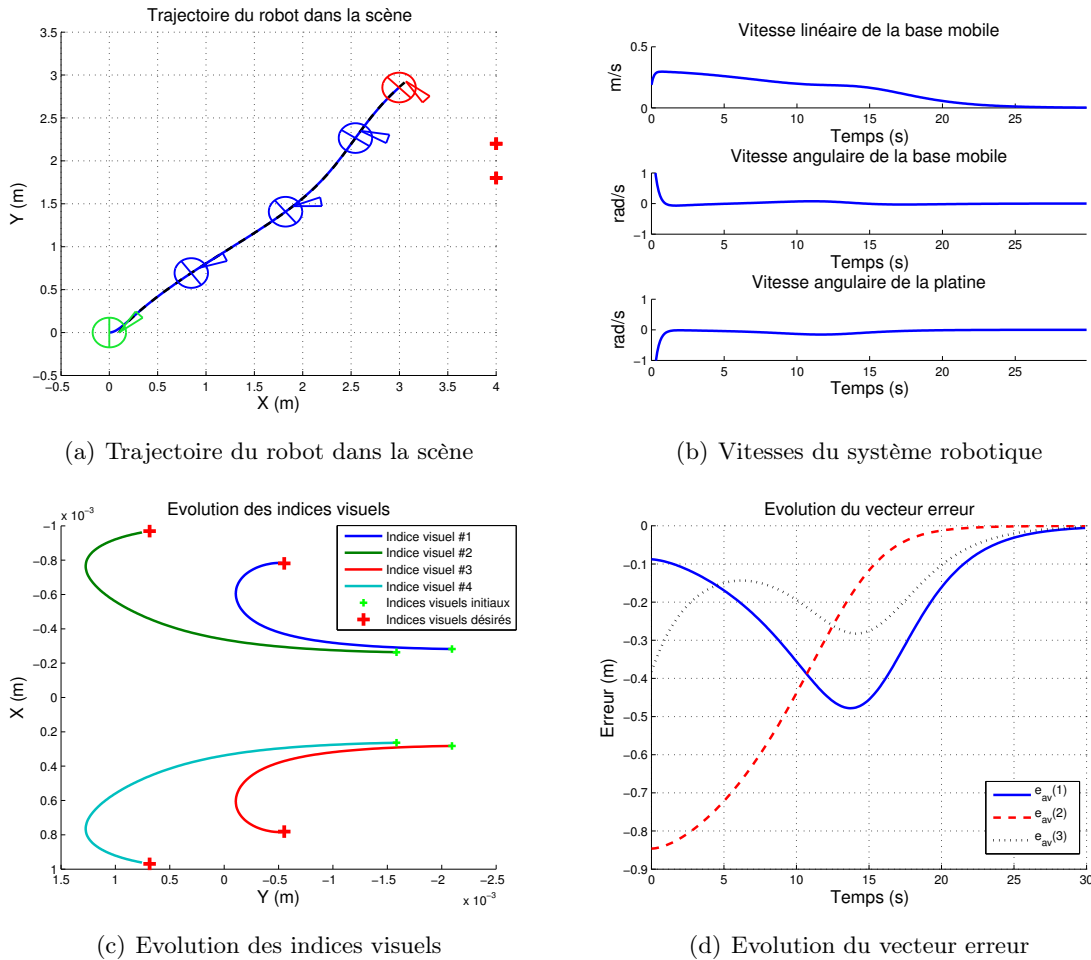 Trajectoire du robot dans la scène
3.5
3
2.5
2
1.5
1
0.5
0
−0.5
Y (m)
−0.5 0 0.5 1 1.5 2 2.5 3 3.5 4
X (m)
(a) Trajectoire du robot dans la scène
Vitesse linéaire de la base mobile
0.5
0
m/s
0 5 10 15 20 25
Temps (s)
Vitesse angulaire de la base mobile
1
0
−1
rad/s
0 5 10 15 20 25
Temps (s)
Vitesse angulaire de la platine
1
0
−1
rad/s
0 5 10 15 20 25
Temps (s)
(b) Vitesses du système robotique
x 10⁻³
Evolution des indices visuels
−1
−0.8
−0.6
−0.4
−0.2
0
0.2
0.4
0.6
0.8
1
X (m)
Indice visuel #1
Indice visuel #2
Indice visuel #3
Indice visuel #4
Indices visuels initiaux
Indices visuels désirés
1.5 1 0.5 0 −0.5 −1 −1.5 −2 −2.5
Y (m)
x 10⁻³
(c) Evolution des indices visuels
Evolution du vecteur erreur
0
−0.1
−0.2
−0.3
−0.4
−0.5
−0.6
−0.7
−0.8
−0.9
Erreur (m)
e_av(1)
e_av(2)
e_av(3)
0 5 10 15 20 25 30
Temps (s)
(d) Evolution du vecteur erreur